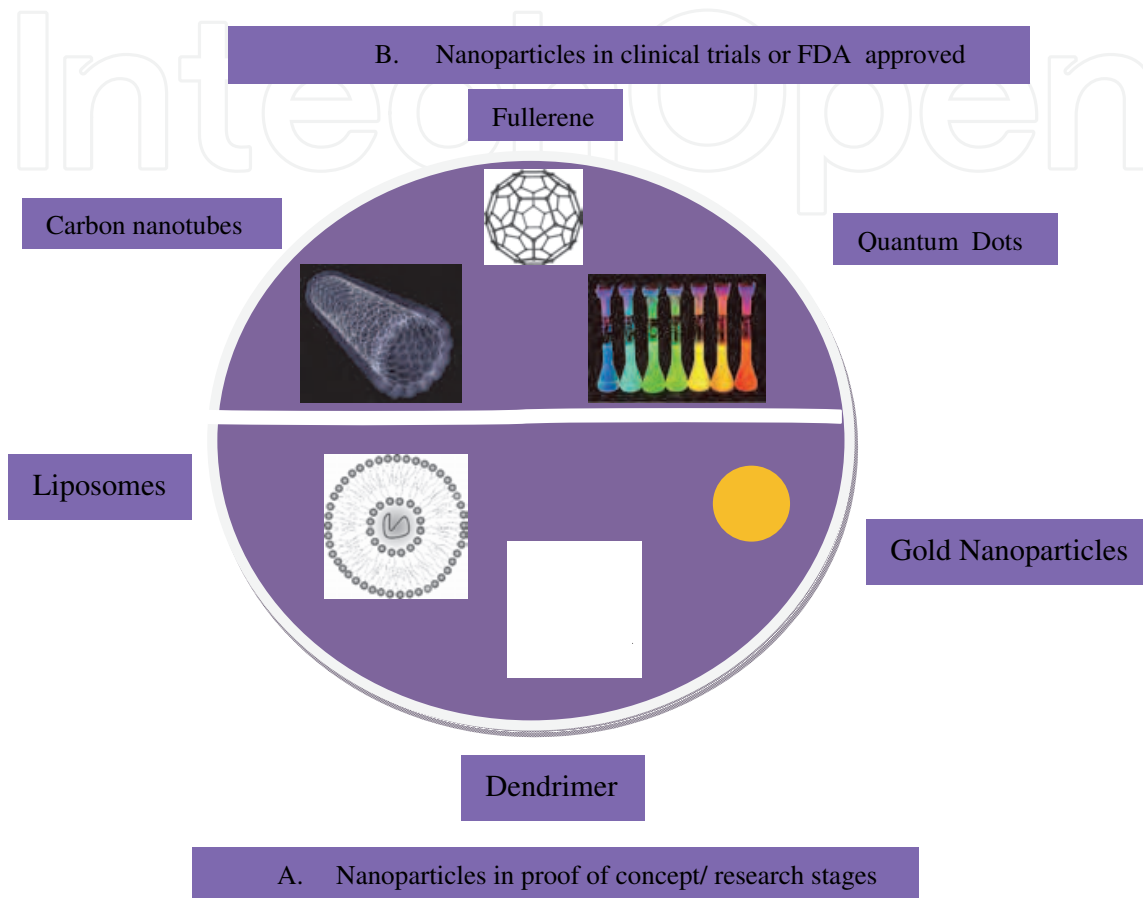 IntechOpen
B. Nanoparticles in clinical trials or FDA approved
Fullerene
Carbon nanotubes
Quantum Dots
Liposomes
Gold Nanoparticles
Dendrimer
A. Nanoparticles in proof of concept/ research stages